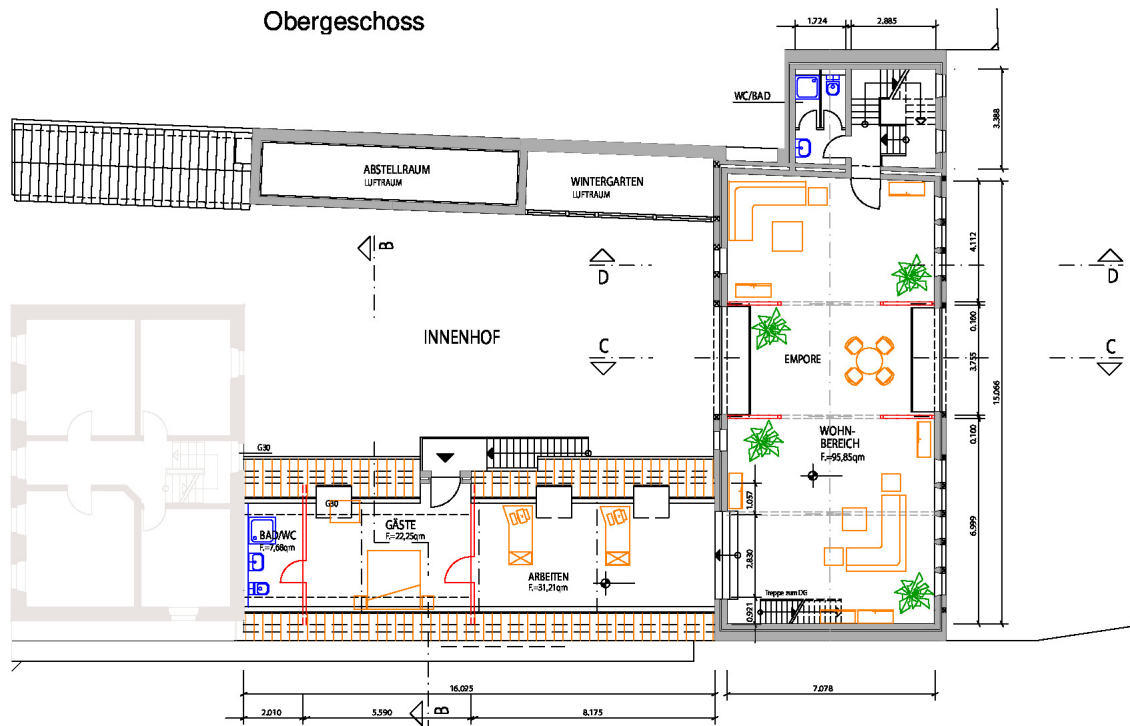 Obergeschoss
1.724
2.885
WC/BAD
3.388
ABSTELLRAUM
LUFTRAUM
WINTERGARTEN
LUFTRAUM
B
D
D
4.112
INNENHOF
C
C
EMPORE
0.160
3.755
15.066
0.100
WOHN-
BEREICH
F.=95,85qm
G30
G30
1.057
BAD/WC
F.=7,68qm
GÄSTE
F.=22,25qm
ARBEITEN
F.=31,21qm
6.999
2.830
Treppe zum DG
0.921
16.025
7.078
2.010
5.590
B
8.175